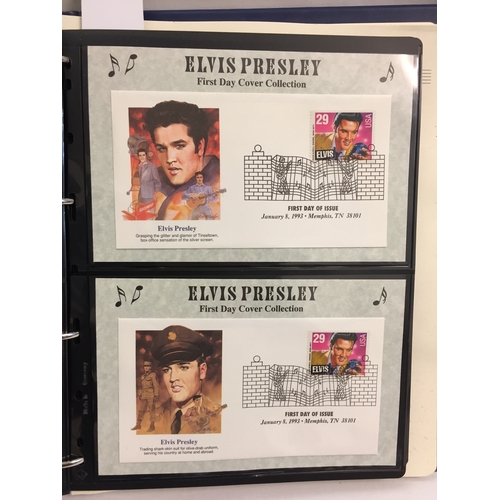 ELVIS PRESLEY
First Day Cover Collection
29
USA
ELVIS
FIRST DAY OF ISSUE
January 8, 1993 • Memphis, TN 38101
Elvis Presley
Grasping the glitter and glamor of Tinseltown,
box-office sensation of the silver screen.
ELVIS PRESLEY
First Day Cover Collection
29
USA
ELVIS
FIRST DAY OF ISSUE
January 8, 1993 • Memphis, TN 38101
Elvis Presley
Trading shark-skin suit for olive-drab uniform,
serving his country at home and abroad.